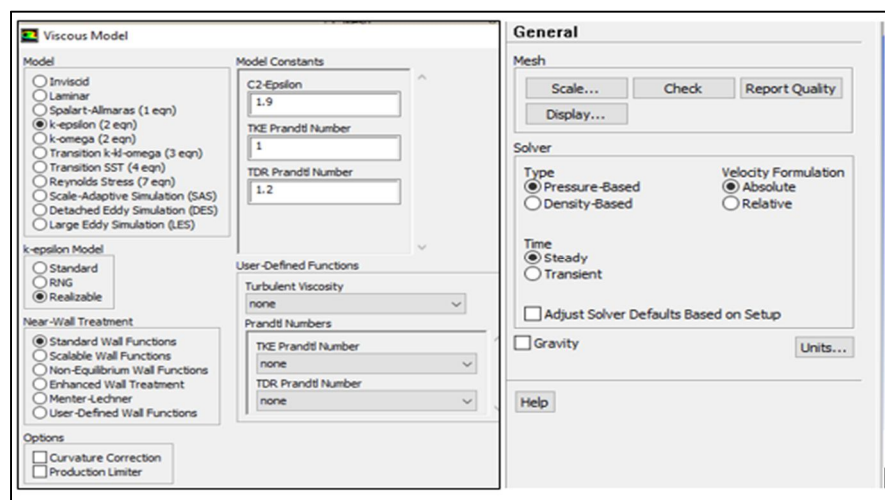 Viscous Model
Model
Inviscid
Laminar
Spalart-Allmaras (1 eqn)
k-epsilon (2 eqn)
k-omega (2 eqn)
Transition k-kl-omega (3 eqn)
Transition SST (4 eqn)
Reynolds Stress (7 eqn)
Scale-Adaptive Simulation (SAS)
Detached Eddy Simulation (DES)
Large Eddy Simulation (LES)
k-epsilon Model
Standard
RNG
Realizable
Near-Wall Treatment
Standard Wall Functions
Scalable Wall Functions
Non-Equilibrium Wall Functions
Enhanced Wall Treatment
Menter-Lechner
User-Defined Wall Functions
Options
Curvature Correction
Production Limiter
Model Constants
C2-Epsilon
1.9
TKE Prandtl Number
1
TDR Prandtl Number
1.2
User-Defined Functions
Turbulent Viscosity
none
Prandtl Numbers
TKE Prandtl Number
none
TDR Prandtl Number
none
General
Mesh
Scale... Check Report Quality
Display...
Solver
Type Velocity Formulation
Pressure-Based Absolute
Density-Based Relative
Time
Steady
Transient
Adjust Solver Defaults Based on Setup
Gravity Units...
Help